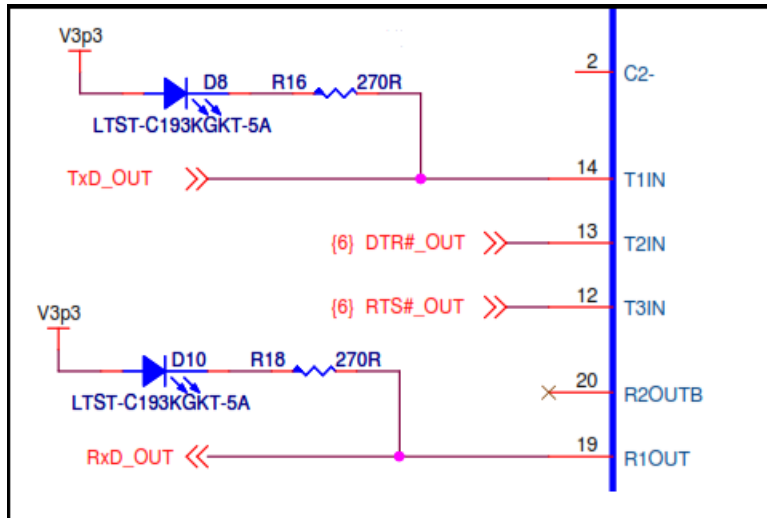 V3p3
D8 R16 270R
LTST-C193KGKT-5A
2 C2-
TxD_OUT 14 T1IN
{6} DTR#_OUT 13 T2IN
{6} RTS#_OUT 12 T3IN
V3p3
D10 R18 270R
LTST-C193KGKT-5A
20 R2OUTB
RxD_OUT 19 R1OUT